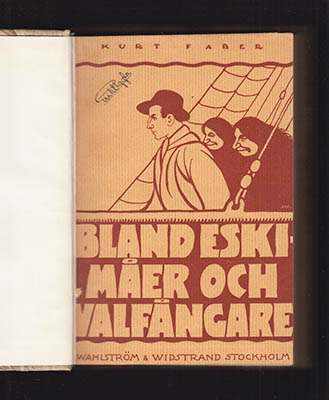 KURT FABER
BLAND ESKI-
MÅER OCH
VALFÅNGARE
WAHLSTRÖM & WIDSTRAND. STOCKHOLM